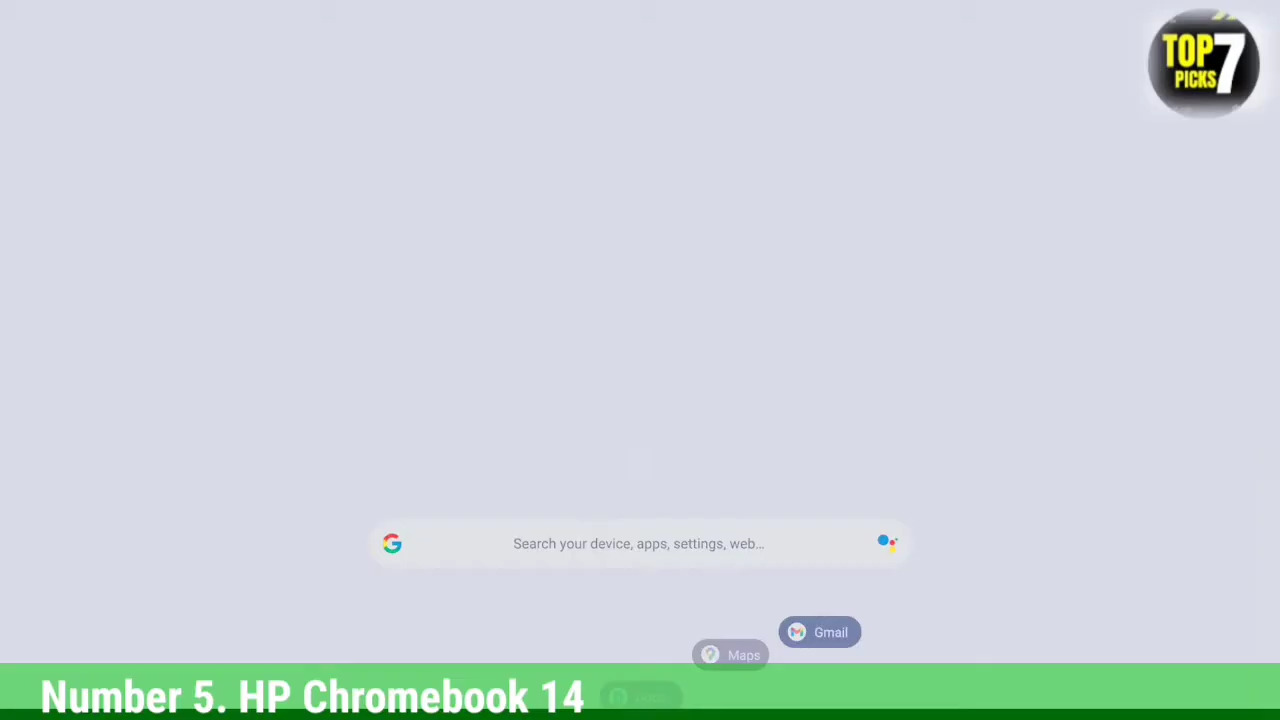 TOP 7
PICKS
Search your device, apps, settings, web...
Gmail
Maps
Number 5. HP Chromebook 14